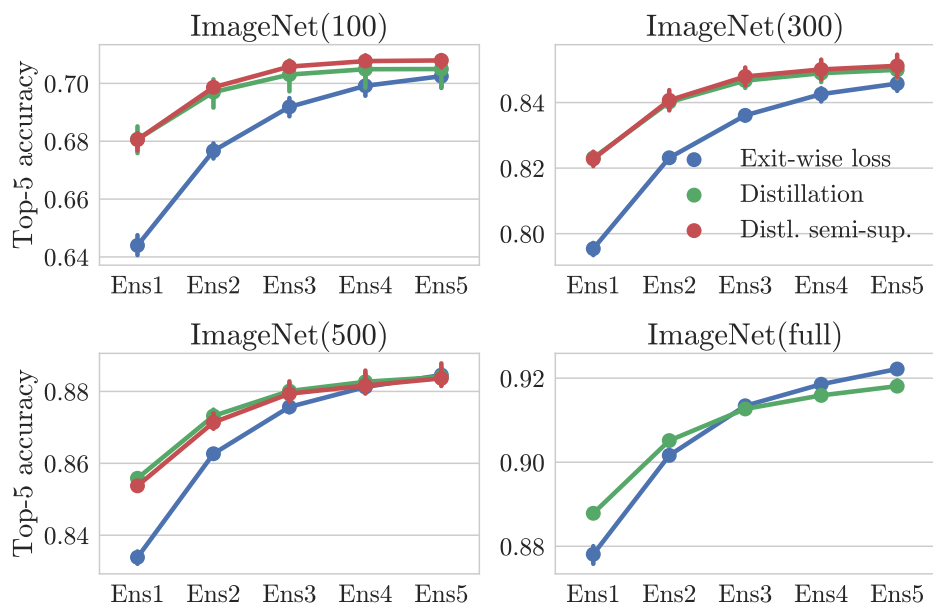 ImageNet(100)
Top-5 accuracy
0.70
0.68
0.66
0.64
Ens1 Ens2 Ens3 Ens4 Ens5
ImageNet(300)
0.84
0.82
0.80
Exit-wise loss
Distillation
Distl. semi-sup.
Ens1 Ens2 Ens3 Ens4 Ens5
ImageNet(500)
Top-5 accuracy
0.88
0.86
0.84
Ens1 Ens2 Ens3 Ens4 Ens5
ImageNet(full)
0.92
0.90
0.88
Ens1 Ens2 Ens3 Ens4 Ens5